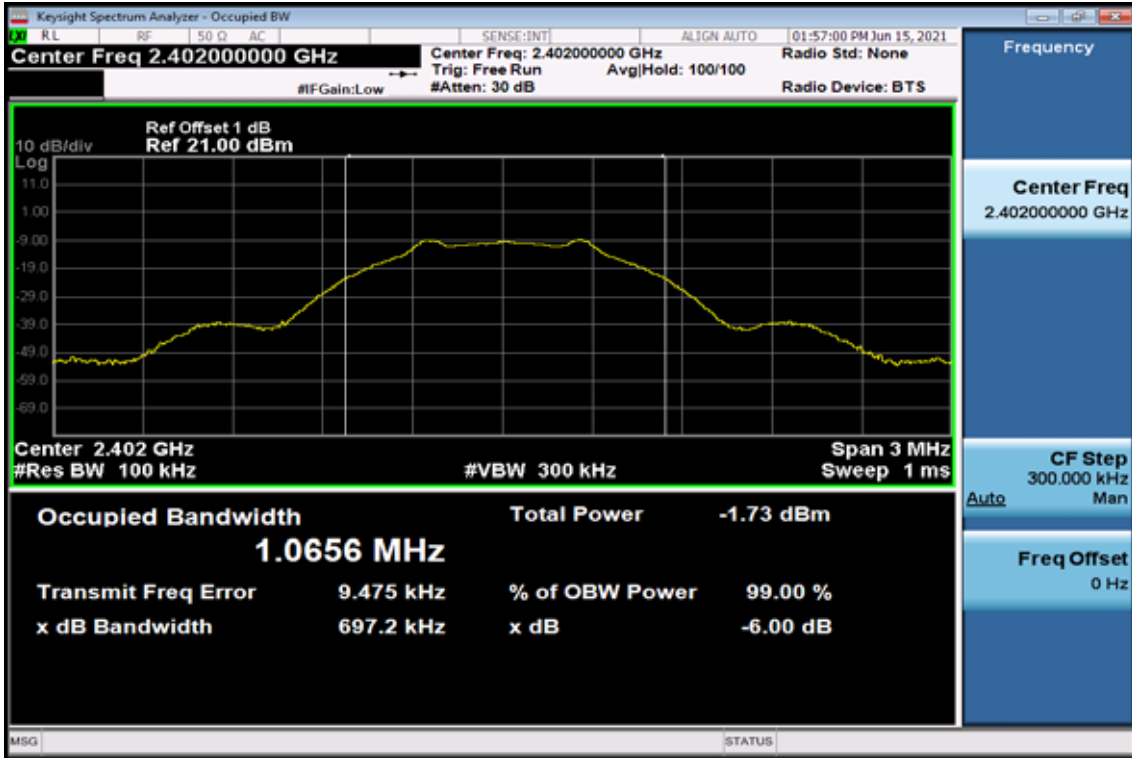 Keysight Spectrum Analyzer - Occupied BW
LXI RL RF 50 Ω AC SENSE:INT ALIGN AUTO 01:57:00 PM Jun 15, 2021
Center Freq 2.402000000 GHz
Center Freq: 2.402000000 GHz
Radio Std: None
Trig: Free Run Avg|Hold: 100/100
#IFGain:Low #Atten: 30 dB
Radio Device: BTS
Frequency
Ref Offset 1 dB
10 dB/div Ref 21.00 dBm
Log
11.0
1.00
-9.00
-19.0
-29.0
-39.0
-49.0
-59.0
-69.0
Center 2.402 GHz Span 3 MHz
#Res BW 100 kHz #VBW 300 kHz Sweep 1 ms
Occupied Bandwidth Total Power -1.73 dBm
1.0656 MHz
Transmit Freq Error 9.475 kHz % of OBW Power 99.00 %
x dB Bandwidth 697.2 kHz x dB -6.00 dB
Center Freq
2.402000000 GHz
CF Step
300.000 kHz
Auto Man
Freq Offset
0 Hz
MSG STATUS